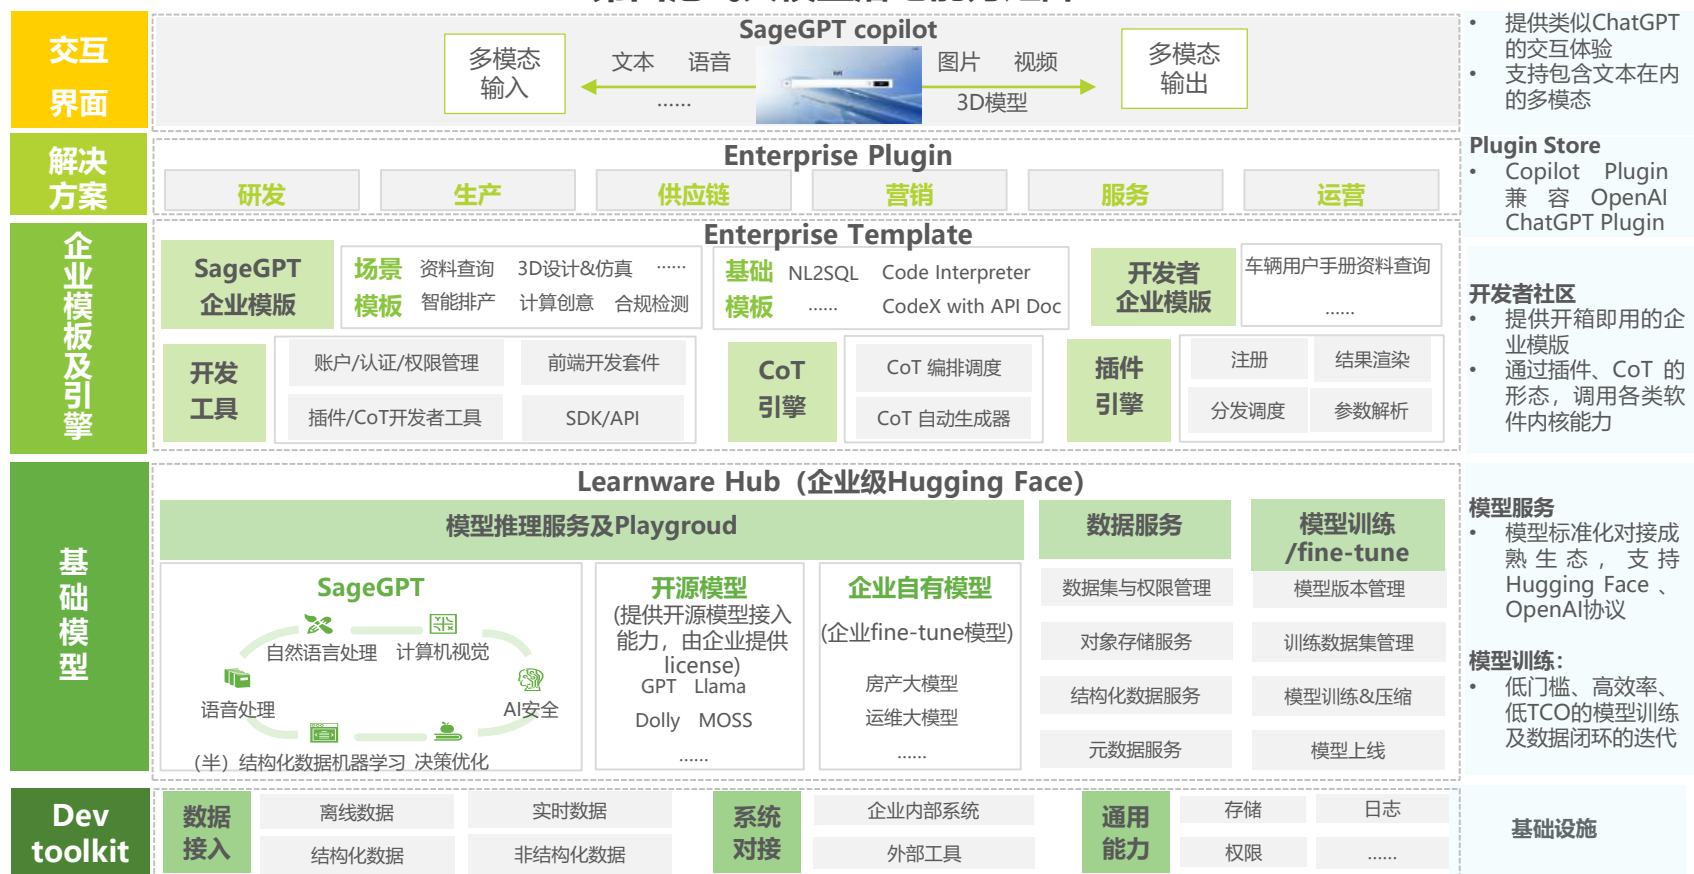 交互
界面
SageGPT copilot
多模态
输入
文本 语音
......
图片 视频
3D模型
多模态
输出
• 提供类似ChatGPT
的交互体验
• 支持包含文本在内
的多模态
解决
方案
Enterprise Plugin
研发 生产 供应链 营销 服务 运营
Plugin Store
• Copilot Plugin
兼容 OpenAI
ChatGPT Plugin
企业模板及引擎
Enterprise Template
SageGPT
企业模版
场景
模板
资料查询 3D设计&仿真 ......
智能排产 计算创意 合规检测
基础
模板
NL2SQL Code Interpreter
...... CodeX with API Doc
开发者
企业模版
车辆用户手册资料查询
......
开发
工具
账户/认证/权限管理 前端开发套件
插件/CoT开发者工具 SDK/API
CoT
引擎
CoT 编排调度
CoT 自动生成器
插件
引擎
注册 结果渲染
分发调度 参数解析
开发者社区
• 提供开箱即用的企
业模版
• 通过插件、CoT 的
形态，调用各类软
件内核能力
基础模型
Learnware Hub (企业级Hugging Face)
模型推理服务及Playgroud
SageGPT
自然语言处理 计算机视觉
语音处理 AI安全
（半）结构化数据机器学习 决策优化
开源模型
(提供开源模型接入
能力，由企业提供
license)
GPT Llama
Dolly MOSS
......
企业自有模型
(企业fine-tune模型)
房产大模型
运维大模型
......
数据服务
数据集与权限管理
对象存储服务
结构化数据服务
元数据服务
模型训练
/fine-tune
模型版本管理
训练数据集管理
模型训练&压缩
模型上线
模型服务
• 模型标准化对接成
熟生态，支持
Hugging Face 、
OpenAI协议
模型训练：
• 低门槛、高效率、
低TCO的模型训练
及数据闭环的迭代
Dev
toolkit
数据
接入
离线数据 实时数据
结构化数据 非结构化数据
系统
对接
企业内部系统
外部工具
通用
能力
存储 日志
权限 ......
基础设施